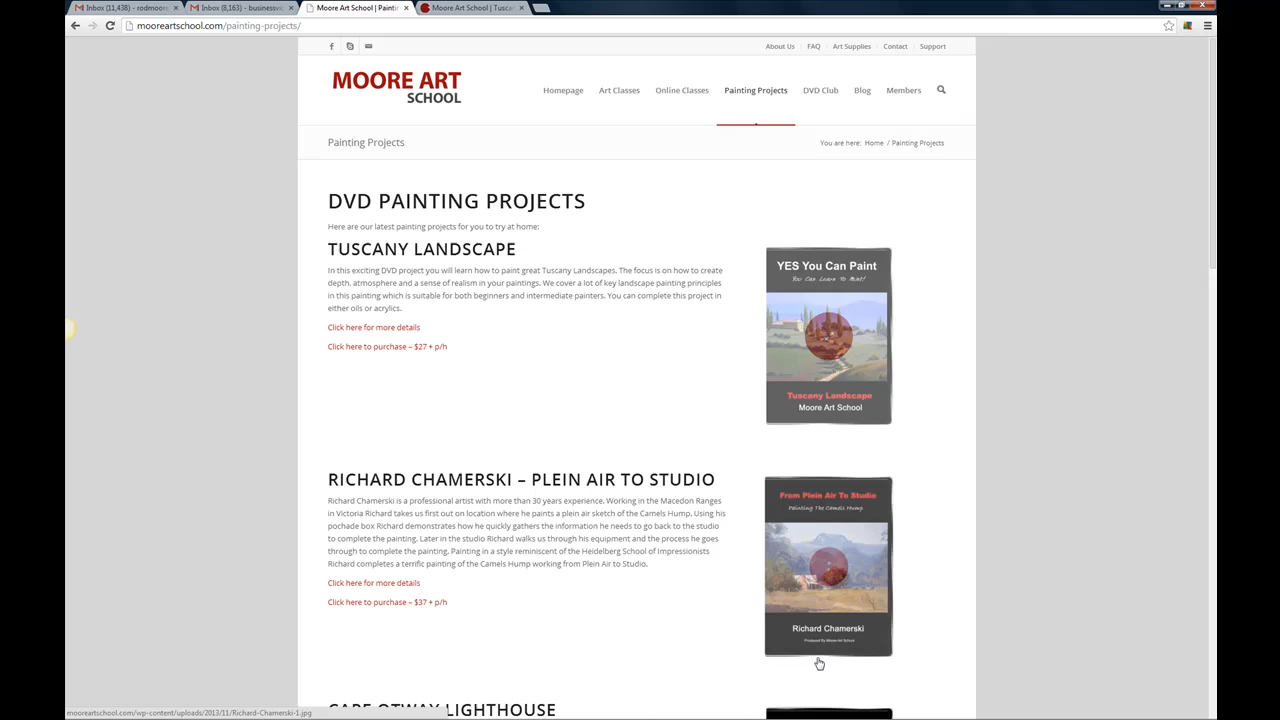 Inbox (11,438) - rodmoor
Inbox (8,163) - businessvi
Moore Art School | Paintin
Moore Art School | Tuscan
mooreartschool.com/painting-projects/
About Us
FAQ
Art Supplies
Contact
Support
MOORE ART
SCHOOL
Homepage
Art Classes
Online Classes
Painting Projects
DVD Club
Blog
Members
Painting Projects
You are here: Home / Painting Projects
DVD PAINTING PROJECTS
Here are our latest painting projects for you to try at home:
TUSCANY LANDSCAPE
In this exciting DVD project you will learn how to paint great Tuscany Landscapes. The focus is on how to create
depth, atmosphere and a sense of realism in your paintings. We cover a lot of key landscape painting principles
in this painting which is suitable for both beginners and intermediate painters. You can complete this project in
either oils or acrylics.
Click here for more details
Click here to purchase – $27 + p/h
YES You Can Paint
You Can Learn To Paint!
Tuscany Landscape
Moore Art School
RICHARD CHAMERSKI – PLEIN AIR TO STUDIO
Richard Chamerski is a professional artist with more than 30 years experience. Working in the Macedon Ranges
in Victoria Richard takes us first out on location where he paints a plein air sketch of the Camels Hump. Using his
pochade box Richard demonstrates how he quickly gathers the information he needs to go back to the studio
to complete the painting. Later in the studio Richard walks us through his equipment and the process he goes
through to complete the painting. Painting in a style reminiscent of the Heidelberg School of Impressionists
Richard completes a terrific painting of the Camels Hump working from Plein Air to Studio.
Click here for more details
Click here to purchase – $37 + p/h
From Plein Air To Studio
Painting The Camels Hump
Richard Chamerski
Produced By Moore Art School
CAPE OTWAY LIGHTHOUSE
mooreartschool.com/wp-content/uploads/2013/11/Richard-Chamerski-1.jpg